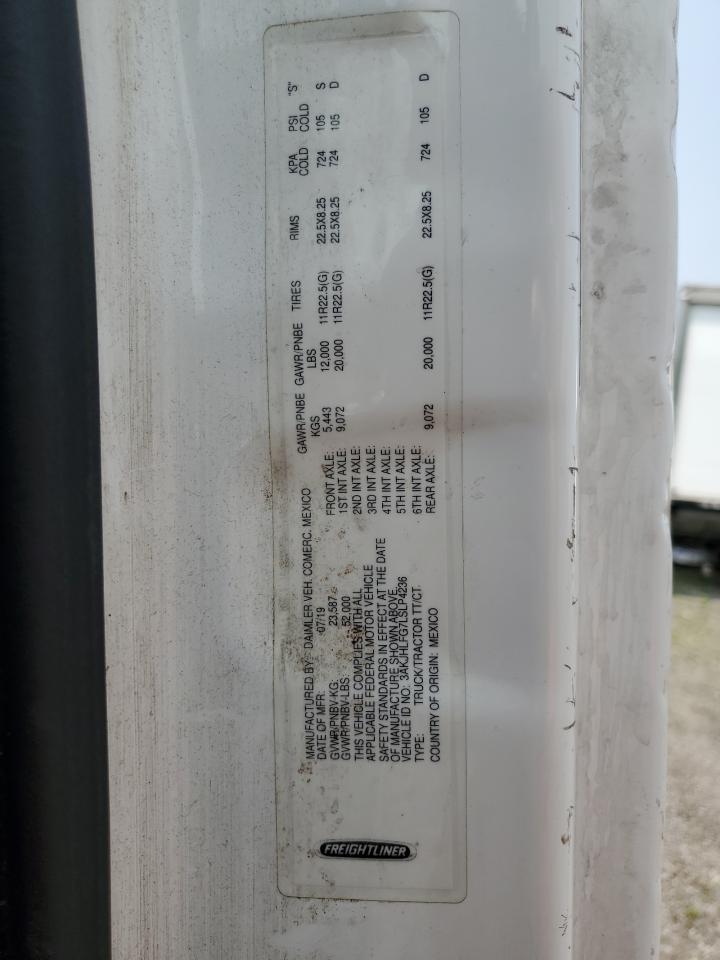 FREIGHTLINER
MANUFACTURED BY: DAIMLER VEH. COMERC. MEXICO
DATE OF MFR: 07/19
GVWR/PNBV-KG: 23,587
GVWR/PNBV-LBS: 52,000
THIS VEHICLE COMPLIES WITH ALL
APPLICABLE FEDERAL MOTOR VEHICLE
SAFETY STANDARDS IN EFFECT AT THE DATE
OF MANUFACTURE SHOWN ABOVE.
VEHICLE ID NO: 3AKJHLFG7LSLP4236
TYPE: TRUCK/TRACTOR TT/CT
COUNTRY OF ORIGIN: MEXICO
GAWR/PNBE GAWR/PNBE TIRES RIMS KPA PSI "S"
KGS LBS COLD COLD
FRONT AXLE: 5,443 12,000 11R22.5(G) 22.5X8.25 724 105 S
1ST INT AXLE: 9,072 20,000 11R22.5(G) 22.5X8.25 724 105 D
2ND INT AXLE:
3RD INT AXLE:
4TH INT AXLE:
5TH INT AXLE:
6TH INT AXLE:
REAR AXLE: 9,072 20,000 11R22.5(G) 22.5X8.25 724 105 D